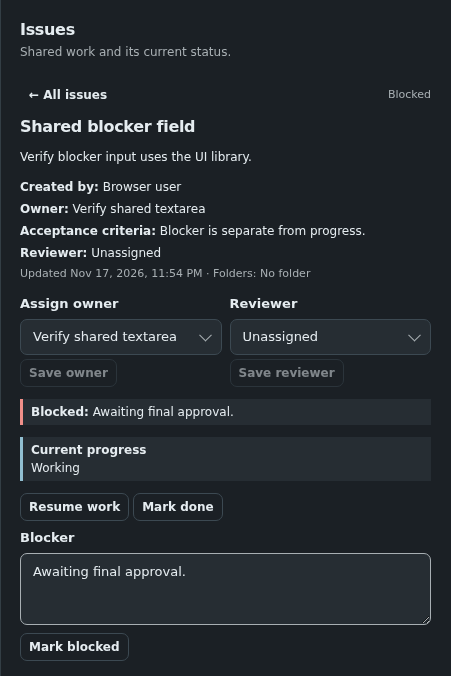 Issues
Shared work and its current status.
← All issues
Blocked
Shared blocker field
Verify blocker input uses the UI library.
Created by: Browser user
Owner: Verify shared textarea
Acceptance criteria: Blocker is separate from progress.
Reviewer: Unassigned
Updated Nov 17, 2026, 11:54 PM · Folders: No folder
Assign owner
Reviewer
Verify shared textarea
Unassigned
Save owner
Save reviewer
Blocked: Awaiting final approval.
Current progress
Working
Resume work
Mark done
Blocker
Awaiting final approval.
Mark blocked